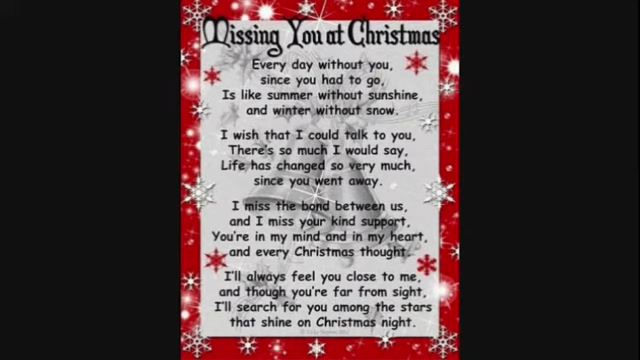 Missing You at Christmas
Every day without you,
since you had to go,
Is like summer without sunshine,
and winter without snow.
I wish that I could talk to you,
There's so much I would say,
Life has changed so very much,
since you went away.
I miss the bond between us,
and I miss your kind support,
You're in my mind and in my heart,
and every Christmas thought.
I'll always feel you close to me,
and though you're far from sight,
I'll search for you among the stars
that shine on Christmas night.